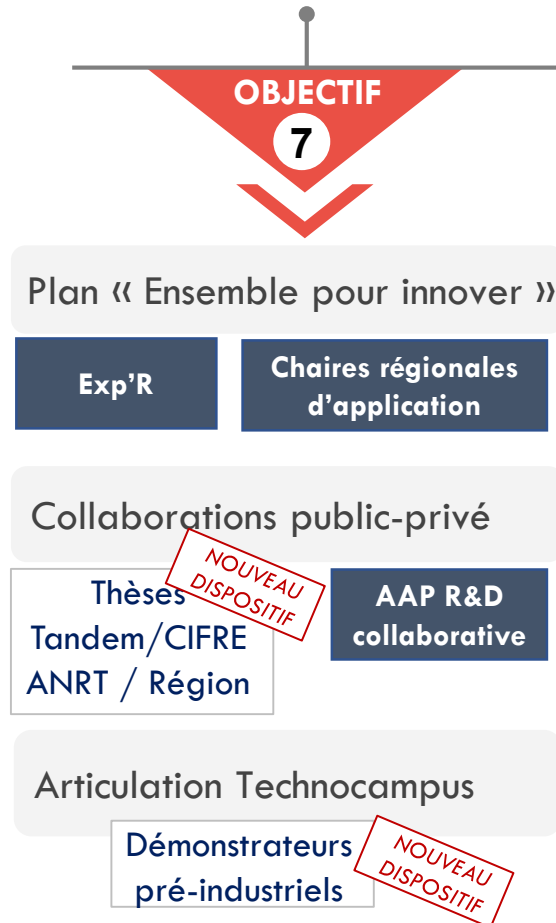 OBJECTIF
7
Plan « Ensemble pour innover »
Exp’R
Chaires régionales
d’application
Collaborations public-privé
NOUVEAU
DISPOSITIF
Thèses
Tandem/CIFRE
ANRT / Région
AAP R&D
collaborative
Articulation Technocampus
Démonstrateurs
pré-industriels
NOUVEAU
DISPOSITIF